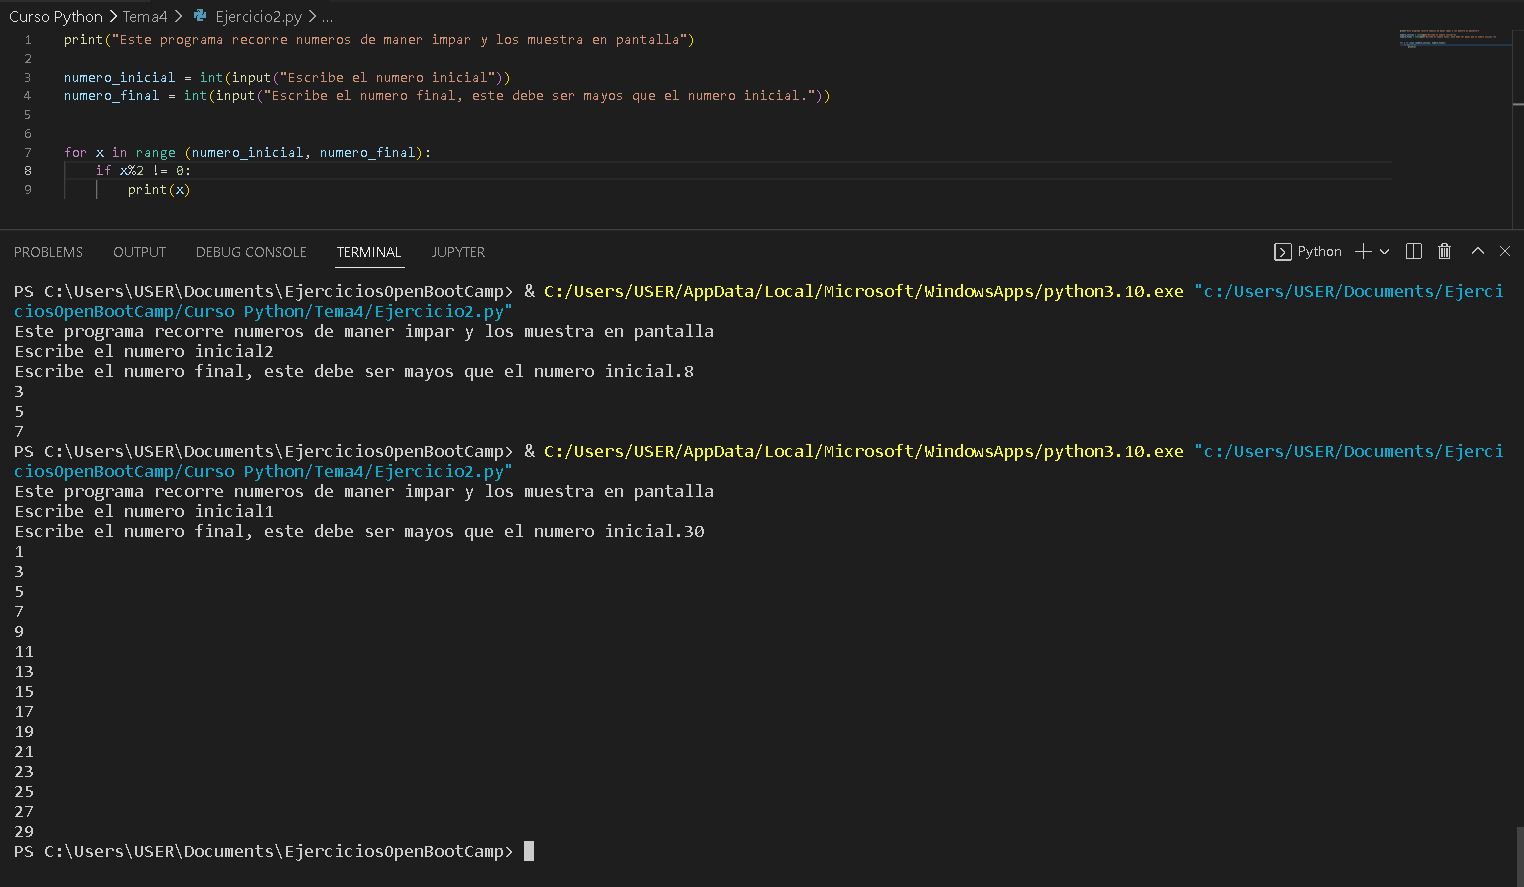 Curso Python > Tema4 > Ejercicio2.py > ...
1 print("Este programa recorre numeros de maner impar y los muestra en pantalla")
2
3 numero_inicial = int(input("Escribe el numero inicial"))
4 numero_final = int(input("Escribe el numero final, este debe ser mayos que el numero inicial."))
5
6
7 for x in range (numero_inicial, numero_final):
8 if x%2 != 0:
9 print(x)
PROBLEMS OUTPUT DEBUG CONSOLE TERMINAL JUPYTER Python
PS C:\Users\USER\Documents\EjerciciosOpenBootCamp> & C:/Users/USER/AppData/Local/Microsoft/WindowsApps/python3.10.exe "c:/Users/USER/Documents/Ejerci
ciosOpenBootCamp/Curso Python/Tema4/Ejercicio2.py"
Este programa recorre numeros de maner impar y los muestra en pantalla
Escribe el numero inicial2
Escribe el numero final, este debe ser mayos que el numero inicial.8
3
5
7
PS C:\Users\USER\Documents\EjerciciosOpenBootCamp> & C:/Users/USER/AppData/Local/Microsoft/WindowsApps/python3.10.exe "c:/Users/USER/Documents/Ejerci
ciosOpenBootCamp/Curso Python/Tema4/Ejercicio2.py"
Este programa recorre numeros de maner impar y los muestra en pantalla
Escribe el numero inicial1
Escribe el numero final, este debe ser mayos que el numero inicial.30
1
3
5
7
9
11
13
15
17
19
21
23
25
27
29
PS C:\Users\USER\Documents\EjerciciosOpenBootCamp>